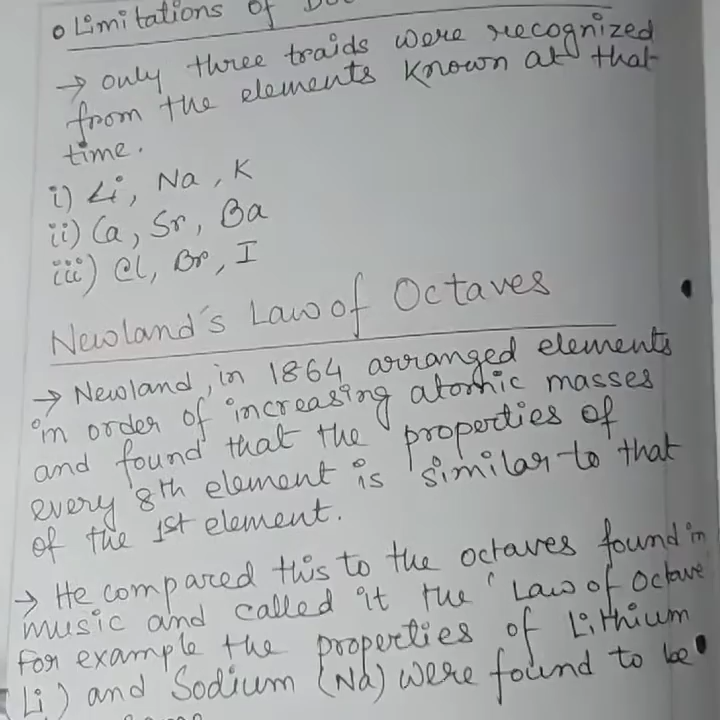 • Limitations of
→ only three traids were recognized
from the elements known at that
time.
i) Li, Na, K
ii) Ca, Sr, Ba
iii) Cl, Br, I
Newland's Law of Octaves
→ Newland, in 1864 arranged elements
in order of increasing atomic masses
and found that the properties of
every 8th element is similar to that
of the 1st element.
→ He compared this to the octaves found in
music and called it the 'Law of Octave
For example the properties of Lithium
Li) and Sodium (Na) were found to be